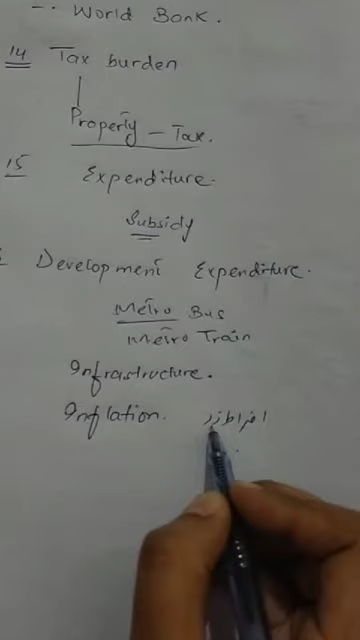 -· World Bank.
14 Tax burden
Property – Tax.
15 Expenditure.
Subsidy
Development Expenditure.
Metro Bus
Metro Train
Infrastructure.
Inflation. افراط زر